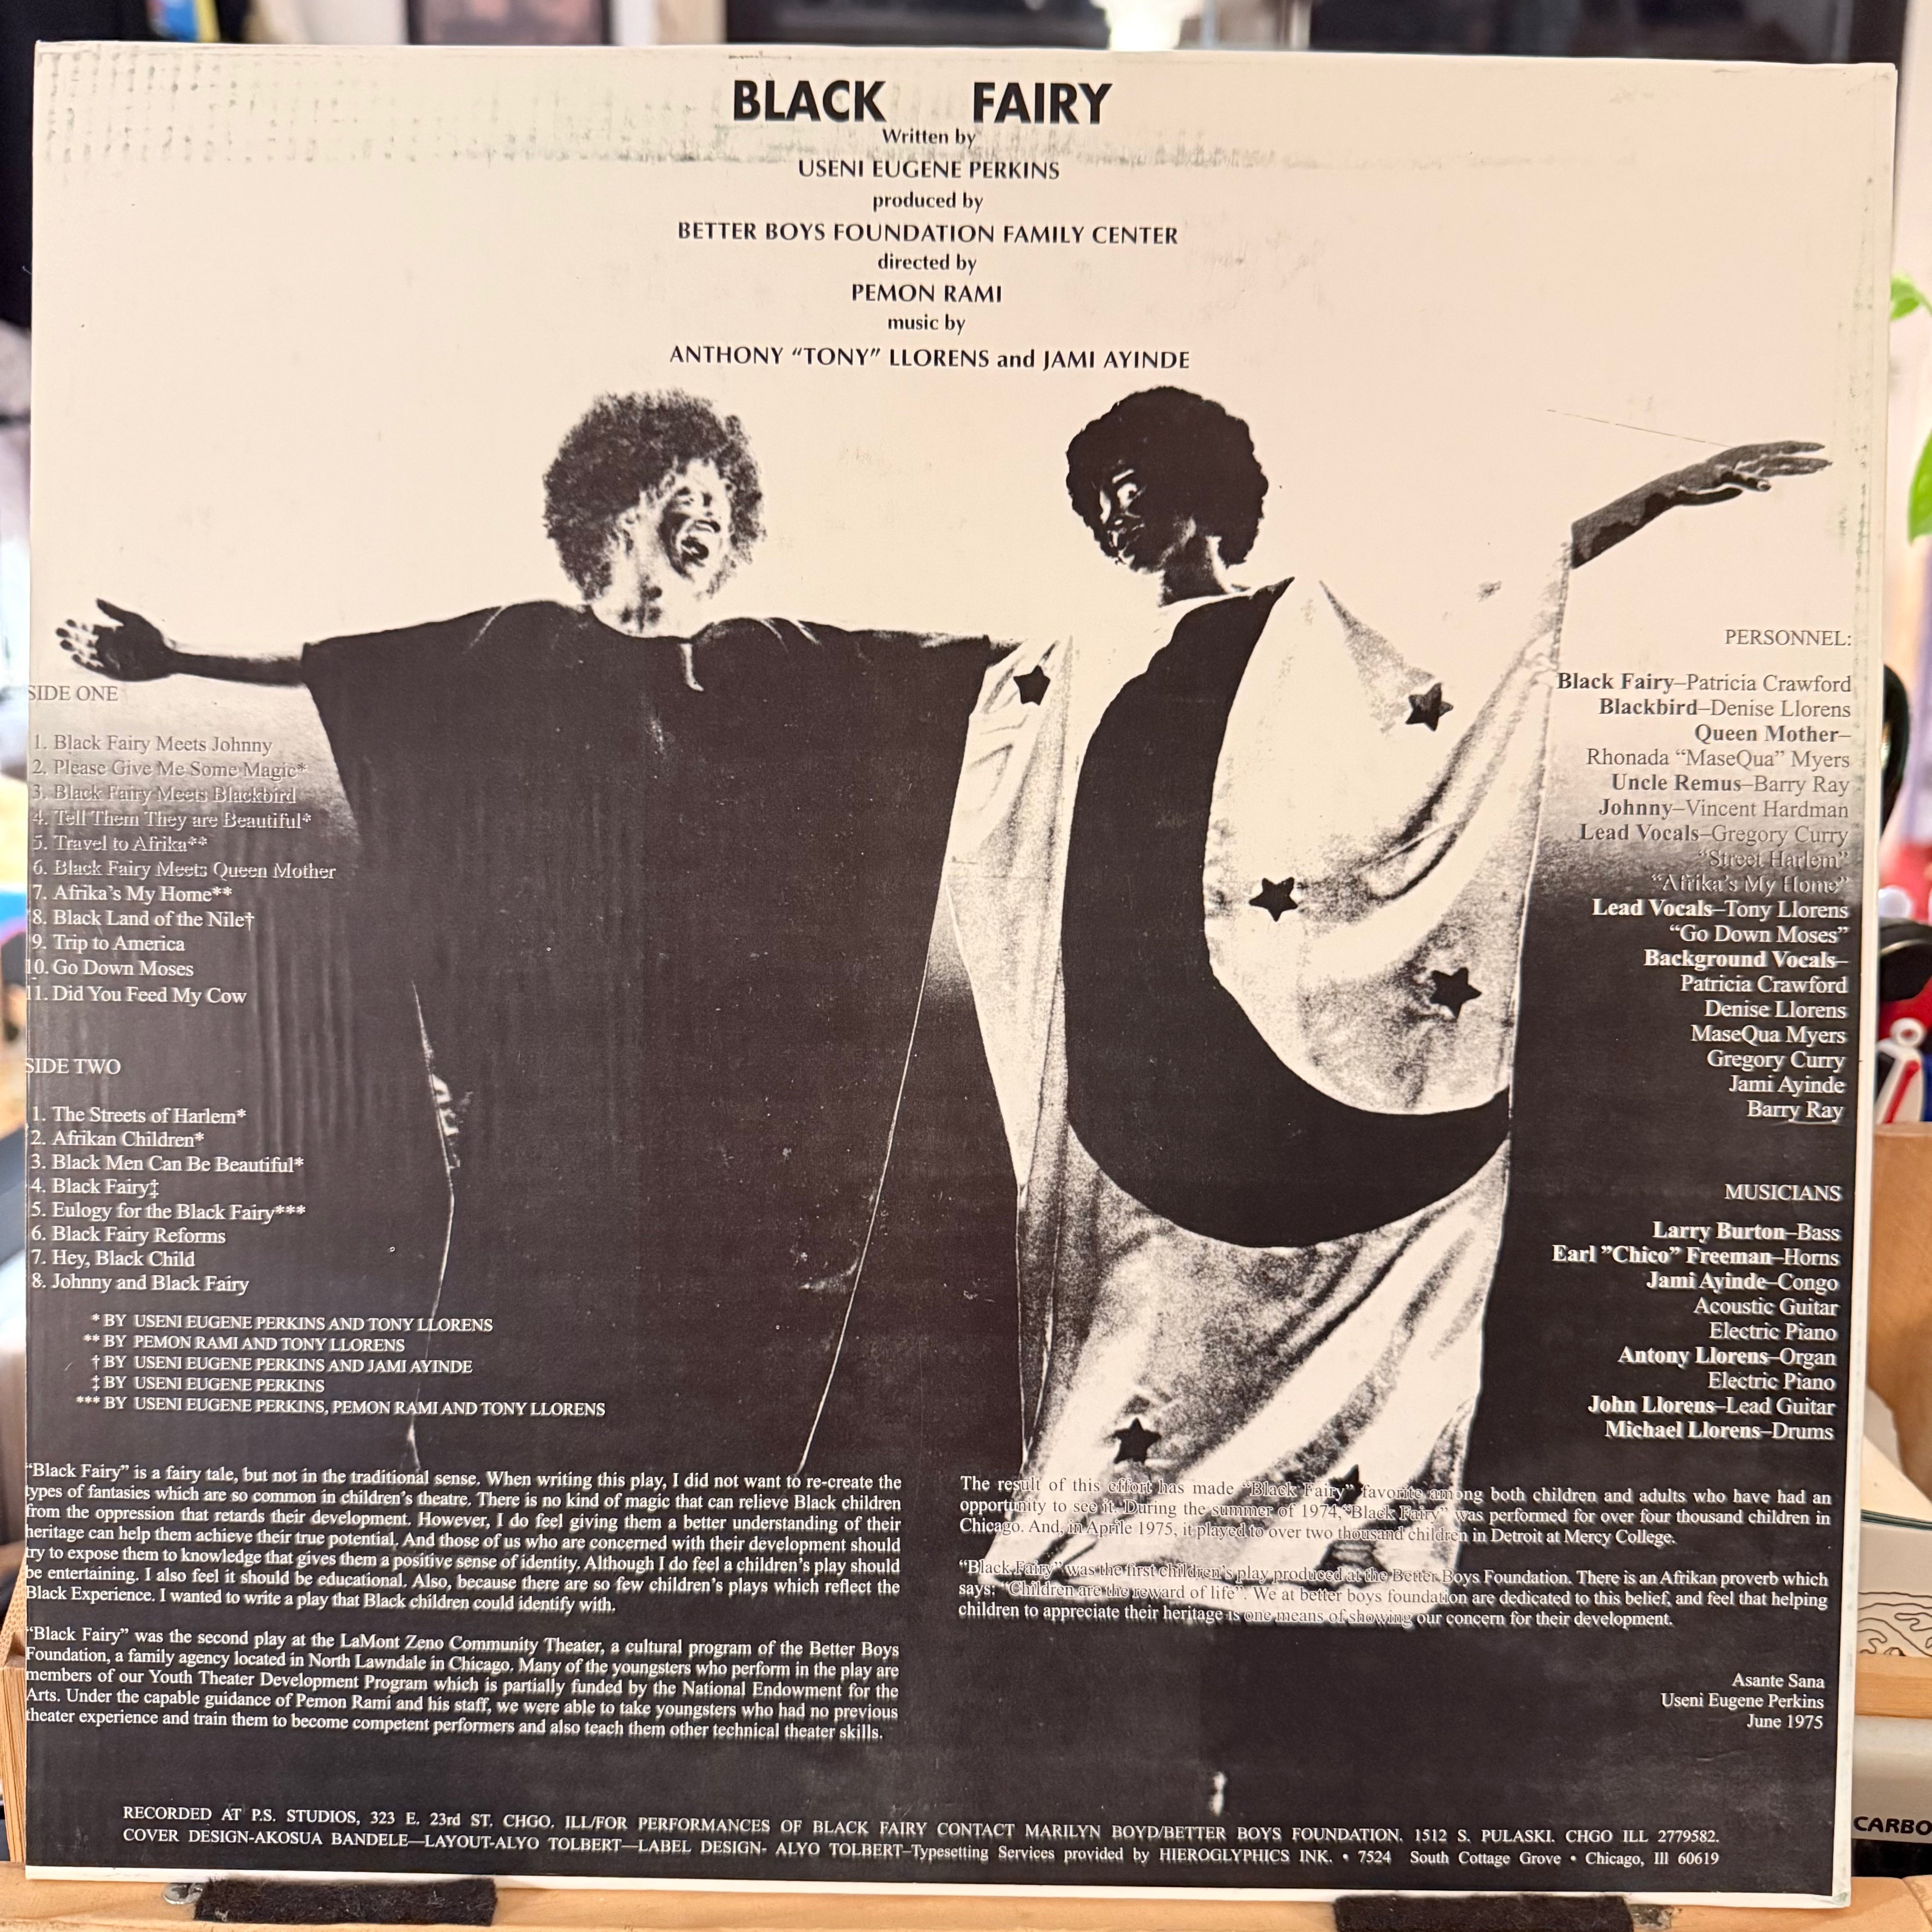 BLACK FAIRY
Written by
USENI EUGENE PERKINS
produced by
BETTER BOYS FOUNDATION FAMILY CENTER
directed by
PEMON RAMI
music by
ANTHONY “TONY” LLORENS and JAMI AYINDE
SIDE ONE
1. Black Fairy Meets Johnny
2. Please Give Me Some Magic*
3. Black Fairy Meets Blackbird
4. Tell Them They are Beautiful*
5. Travel to Afrika**
6. Black Fairy Meets Queen Mother
7. Afrika’s My Home**
8. Black Land of the Nile†
9. Trip to America
10. Go Down Moses
11. Did You Feed My Cow
SIDE TWO
1. The Streets of Harlem*
2. Afrikan Children*
3. Black Men Can Be Beautiful*
4. Black Fairy‡
5. Eulogy for the Black Fairy***
6. Black Fairy Reforms
7. Hey, Black Child
8. Johnny and Black Fairy
* BY USENI EUGENE PERKINS AND TONY LLORENS
** BY PEMON RAMI AND TONY LLORENS
† BY USENI EUGENE PERKINS AND JAMI AYINDE
‡ BY USENI EUGENE PERKINS
*** BY USENI EUGENE PERKINS, PEMON RAMI AND TONY LLORENS
PERSONNEL:
Black Fairy–Patricia Crawford
Blackbird–Denise Llorens
Queen Mother–
Rhonada “MaseQua” Myers
Uncle Remus–Barry Ray
Johnny–Vincent Hardman
Lead Vocals–Gregory Curry
“Street Harlem”
“Afrika’s My Home”
Lead Vocals–Tony Llorens
“Go Down Moses”
Background Vocals–
Patricia Crawford
Denise Llorens
MaseQua Myers
Gregory Curry
Jami Ayinde
Barry Ray
MUSICIANS
Larry Burton–Bass
Earl ”Chico” Freeman–Horns
Jami Ayinde–Congo
Acoustic Guitar
Electric Piano
Antony Llorens–Organ
Electric Piano
John Llorens–Lead Guitar
Michael Llorens–Drums
“Black Fairy” is a fairy tale, but not in the traditional sense. When writing this play, I did not want to re-create the
types of fantasies which are so common in children’s theatre. There is no kind of magic that can relieve Black children
from the oppression that retards their development. However, I do feel giving them a better understanding of their
heritage can help them achieve their true potential. And those of us who are concerned with their development should
try to expose them to knowledge that gives them a positive sense of identity. Although I do feel a children’s play should
be entertaining. I also feel it should be educational. Also, because there are so few children’s plays which reflect the
Black Experience. I wanted to write a play that Black children could identify with.
“Black Fairy” was the second play at the LaMont Zeno Community Theater, a cultural program of the Better Boys
Foundation, a family agency located in North Lawndale in Chicago. Many of the youngsters who perform in the play are
members of our Youth Theater Development Program which is partially funded by the National Endowment for the
Arts. Under the capable guidance of Pemon Rami and his staff, we were able to take youngsters who had no previous
theater experience and train them to become competent performers and also teach them other technical theater skills.
The result of this effort has made “Black Fairy” favorite among both children and adults who have had an
opportunity to see it. During the summer of 1974, “Black Fairy” was performed for over four thousand children in
Chicago. And, in Aprile 1975, it played to over two thousand children in Detroit at Mercy College.
“Black Fairy” was the first children’s play produced at the Better Boys Foundation. There is an Afrikan proverb which
says: “Children are the reward of life”. We at better boys foundation are dedicated to this belief, and feel that helping
children to appreciate their heritage is one means of showing our concern for their development.
Asante Sana
Useni Eugene Perkins
June 1975
RECORDED AT P.S. STUDIOS, 323 E. 23rd ST. CHGO. ILL/FOR PERFORMANCES OF BLACK FAIRY CONTACT MARILYN BOYD/BETTER BOYS FOUNDATION. 1512 S. PULASKI. CHGO ILL 2779582.
COVER DESIGN-AKOSUA BANDELE—LAYOUT-ALYO TOLBERT—LABEL DESIGN- ALYO TOLBERT–Typesetting Services provided by HIEROGLYPHICS INK. • 7524 South Cottage Grove • Chicago, Ill 60619
CARBO